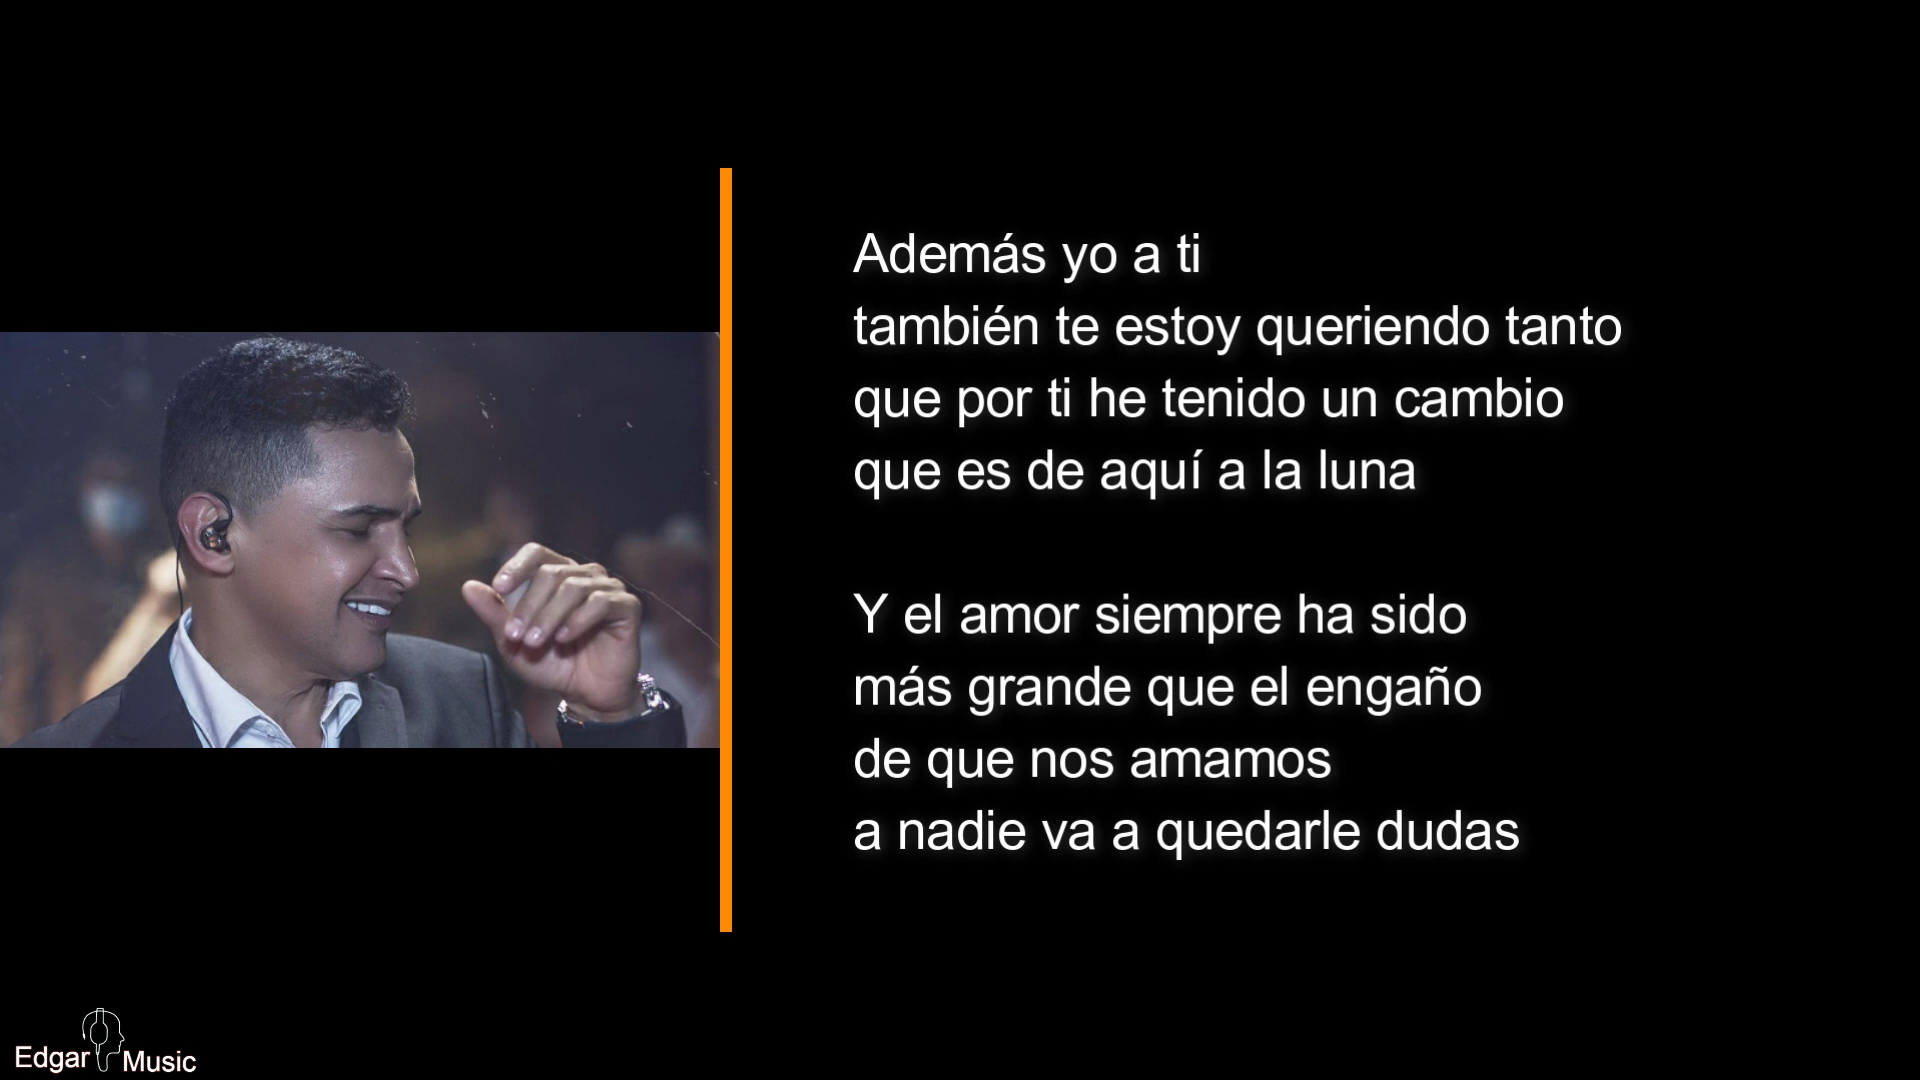 Además yo a ti
también te estoy queriendo tanto
que por ti he tenido un cambio
que es de aquí a la luna
Y el amor siempre ha sido
más grande que el engaño
de que nos amamos
a nadie va a quedarle dudas
Edgar Music